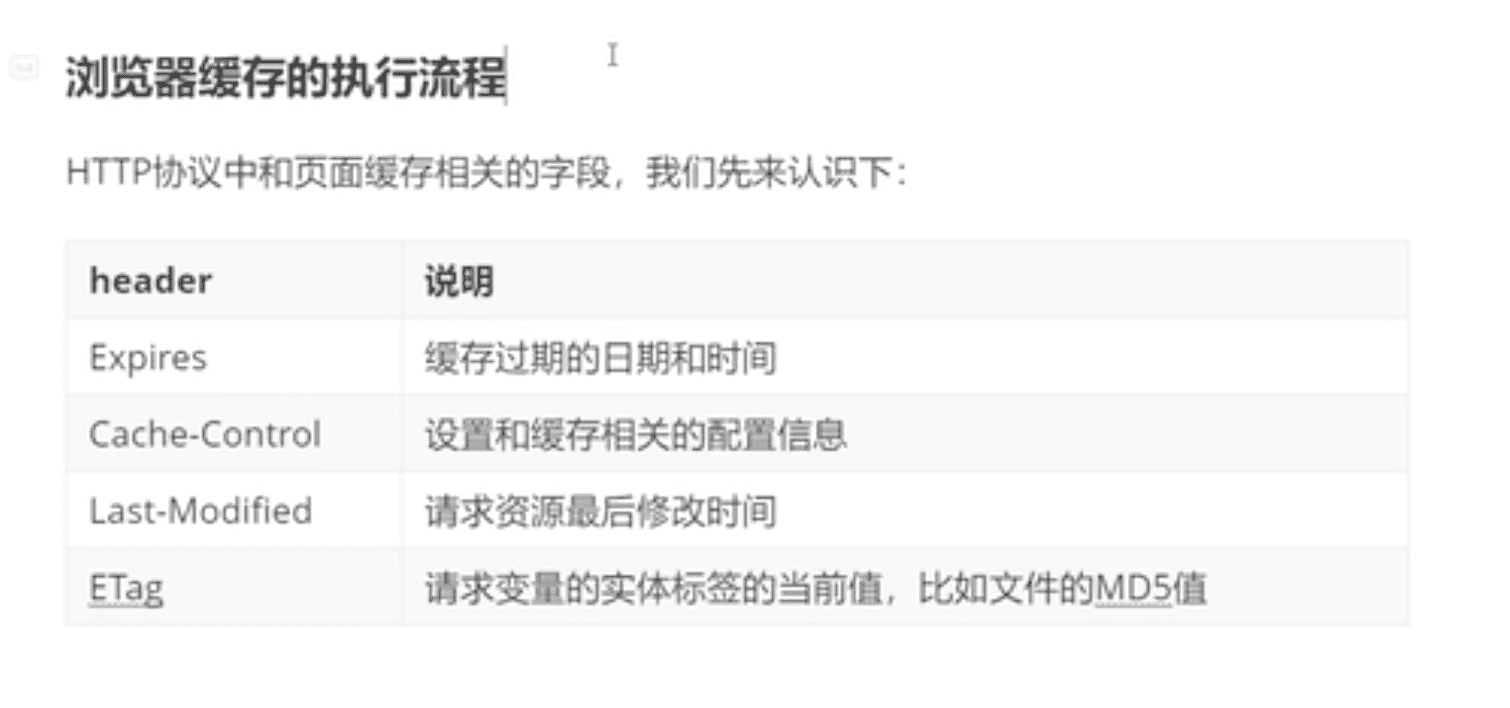 浏览器缓存的执行流程
HTTP协议中和页面缓存相关的字段，我们先来认识下：
header 说明
Expires 缓存过期的日期和时间
Cache-Control 设置和缓存相关的配置信息
Last-Modified 请求资源最后修改时间
ETag 请求变量的实体标签的当前值，比如文件的MD5值